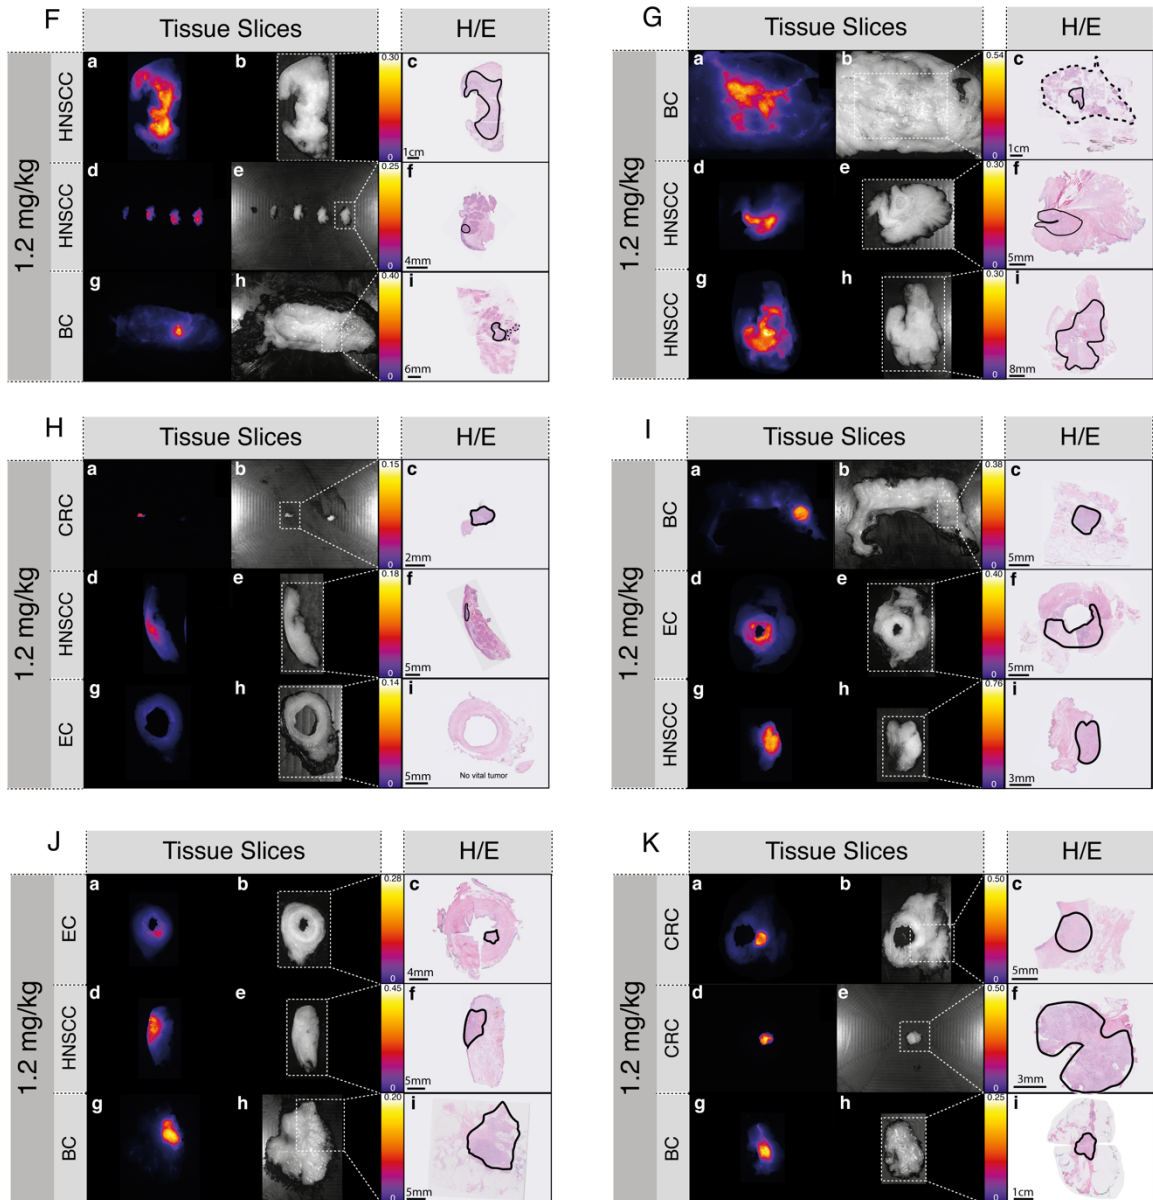 F
Tissue Slices
H/E
1.2 mg/kg
HNSCC
a
b
0.30
0
c
1cm
HNSCC
d
e
0.25
0
f
4mm
BC
g
h
0.40
0
i
6mm
G
Tissue Slices
H/E
1.2 mg/kg
BC
a
b
0.54
0
c
1cm
HNSCC
d
e
0.30
0
f
5mm
HNSCC
g
h
0.30
0
i
8mm
H
Tissue Slices
H/E
1.2 mg/kg
CRC
a
b
0.15
0
c
2mm
HNSCC
d
e
0.18
0
f
5mm
EC
g
h
0.14
0
i
5mm
No vital tumor
I
Tissue Slices
H/E
1.2 mg/kg
BC
a
b
0.38
0
c
5mm
EC
d
e
0.40
0
f
5mm
HNSCC
g
h
0.76
0
i
3mm
J
Tissue Slices
H/E
1.2 mg/kg
EC
a
b
0.28
0
c
4mm
HNSCC
d
e
0.45
0
f
5mm
BC
g
h
0.20
0
i
5mm
K
Tissue Slices
H/E
1.2 mg/kg
CRC
a
b
0.50
0
c
5mm
CRC
d
e
0.50
0
f
3mm
BC
g
h
0.25
0
i
1cm